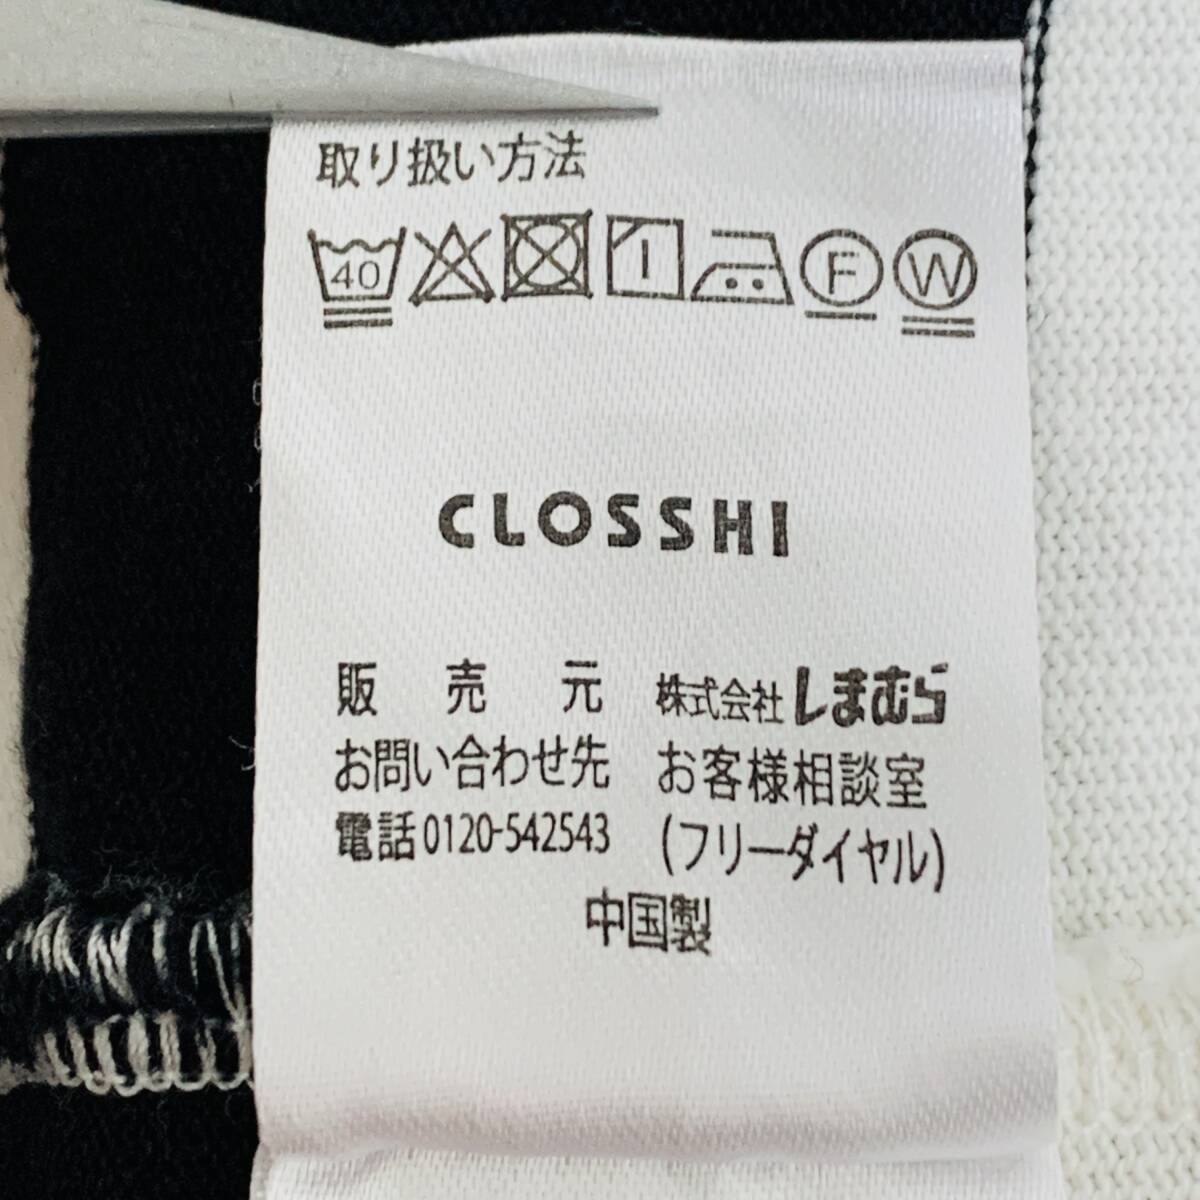 取り扱い方法
40 F W
CLOSSHI
販売元 株式会社しまむら
お問い合わせ先 お客様相談室
電話0120-542543 (フリーダイヤル)
中国製